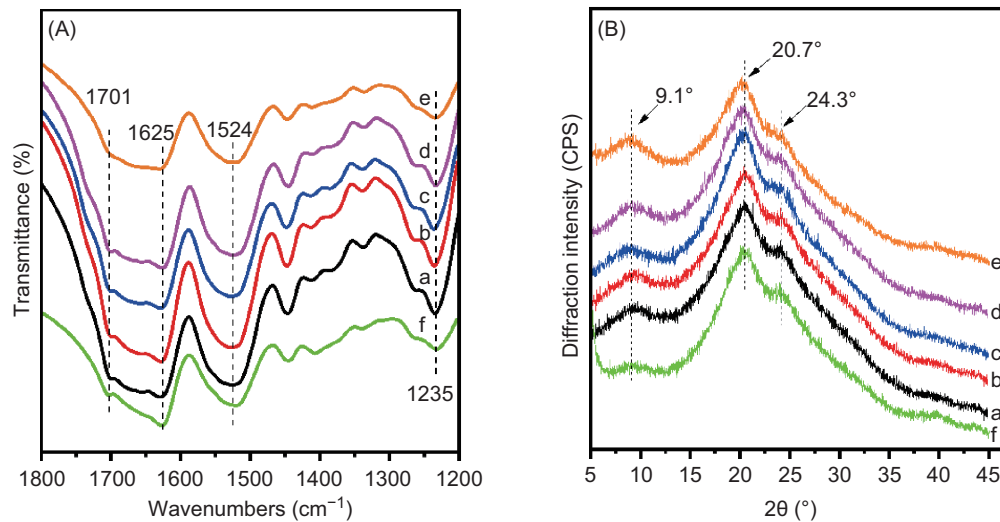 (A)
1701
1625
1524
e
d
c
b
a
f
1235
Transmittance (%)
1800
1700
1600
1500
1400
1300
1200
Wavenumbers (cm⁻¹)
(B)
20.7°
9.1°
24.3°
e
d
c
b
a
f
Diffraction intensity (CPS)
5
10
15
20
25
30
35
40
45
2θ (°)